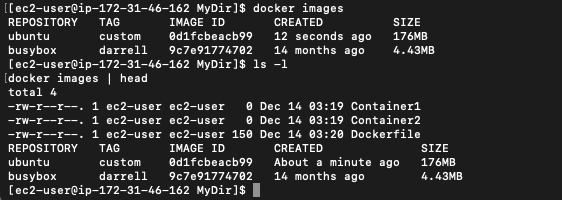 [[ec2-user@ip-172-31-46-162 MyDir]$ docker images
REPOSITORY   TAG       IMAGE ID       CREATED          SIZE
ubuntu       custom    0d1fcbeacb99   12 seconds ago   176MB
busybox      darrell   9c7e91774702   14 months ago    4.43MB
[[ec2-user@ip-172-31-46-162 MyDir]$ ls -l
docker images | head
total 4
-rw-r--r--. 1 ec2-user ec2-user   0 Dec 14 03:19 Container1
-rw-r--r--. 1 ec2-user ec2-user   0 Dec 14 03:19 Container2
-rw-r--r--. 1 ec2-user ec2-user 150 Dec 14 03:20 Dockerfile
REPOSITORY   TAG       IMAGE ID       CREATED              SIZE
ubuntu       custom    0d1fcbeacb99   About a minute ago   176MB
busybox      darrell   9c7e91774702   14 months ago        4.43MB
[ec2-user@ip-172-31-46-162 MyDir]$